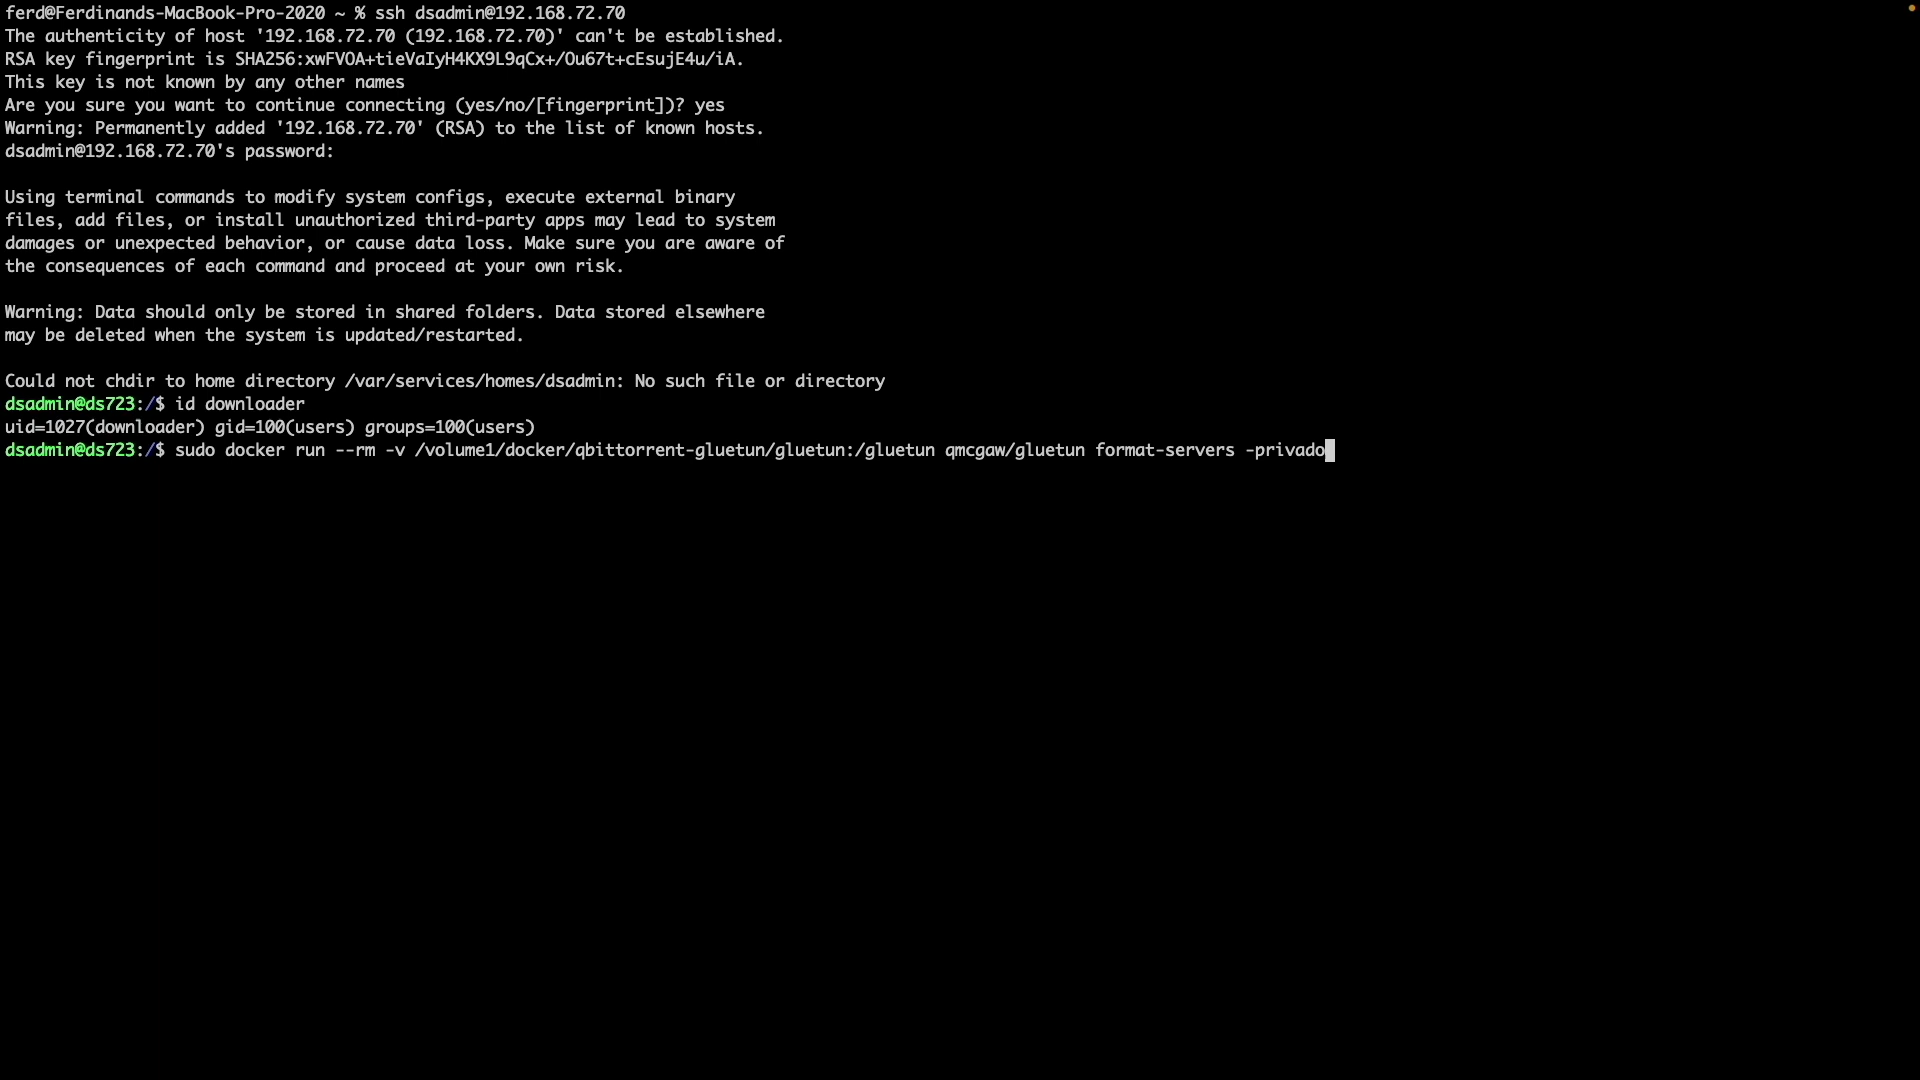 ferd@Ferdinands-MacBook-Pro-2020 ~ % ssh dsadmin@192.168.72.70
The authenticity of host '192.168.72.70 (192.168.72.70)' can't be established.
RSA key fingerprint is SHA256:xwFVOA+tieVaIyH4KX9L9qCx+/Ou67t+cEsujE4u/iA.
This key is not known by any other names
Are you sure you want to continue connecting (yes/no/[fingerprint])? yes
Warning: Permanently added '192.168.72.70' (RSA) to the list of known hosts.
dsadmin@192.168.72.70's password:
Using terminal commands to modify system configs, execute external binary
files, add files, or install unauthorized third-party apps may lead to system
damages or unexpected behavior, or cause data loss. Make sure you are aware of
the consequences of each command and proceed at your own risk.
Warning: Data should only be stored in shared folders. Data stored elsewhere
may be deleted when the system is updated/restarted.
Could not chdir to home directory /var/services/homes/dsadmin: No such file or directory
dsadmin@ds723:/$ id downloader
uid=1027(downloader) gid=100(users) groups=100(users)
dsadmin@ds723:/$ sudo docker run --rm -v /volume1/docker/qbittorrent-gluetun/gluetun:/gluetun qmcgaw/gluetun format-servers -privado